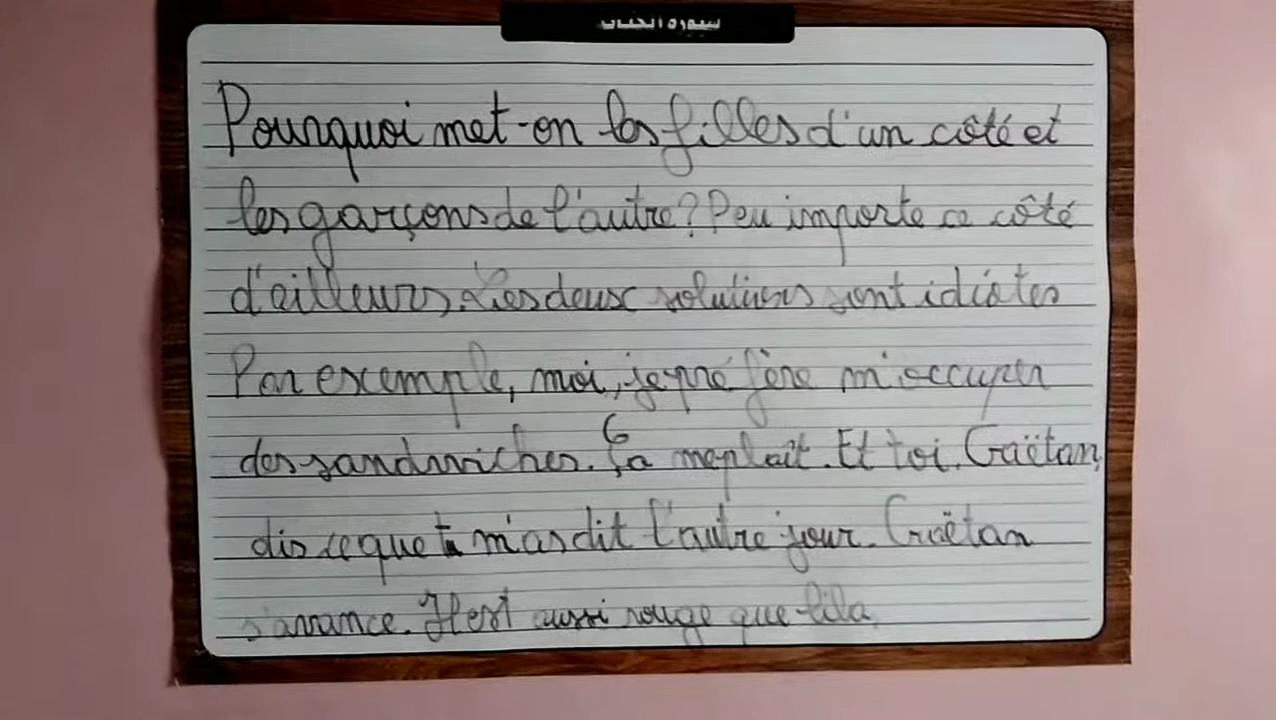 سبورة الكتاب
Pourquoi met-on les filles d'un côté et
les garçons de l'autre? Peu importe ce côté
d'ailleurs. Les deux solutions sont idiotes
Par exemple, moi, je préfère m'occuper
des sandwiches. Ça me plaît. Et toi. Gaëtan,
dis ce que tu m'as dit l'autre jour. Gaëtan
s'avance. Il est aussi rouge que Lila.